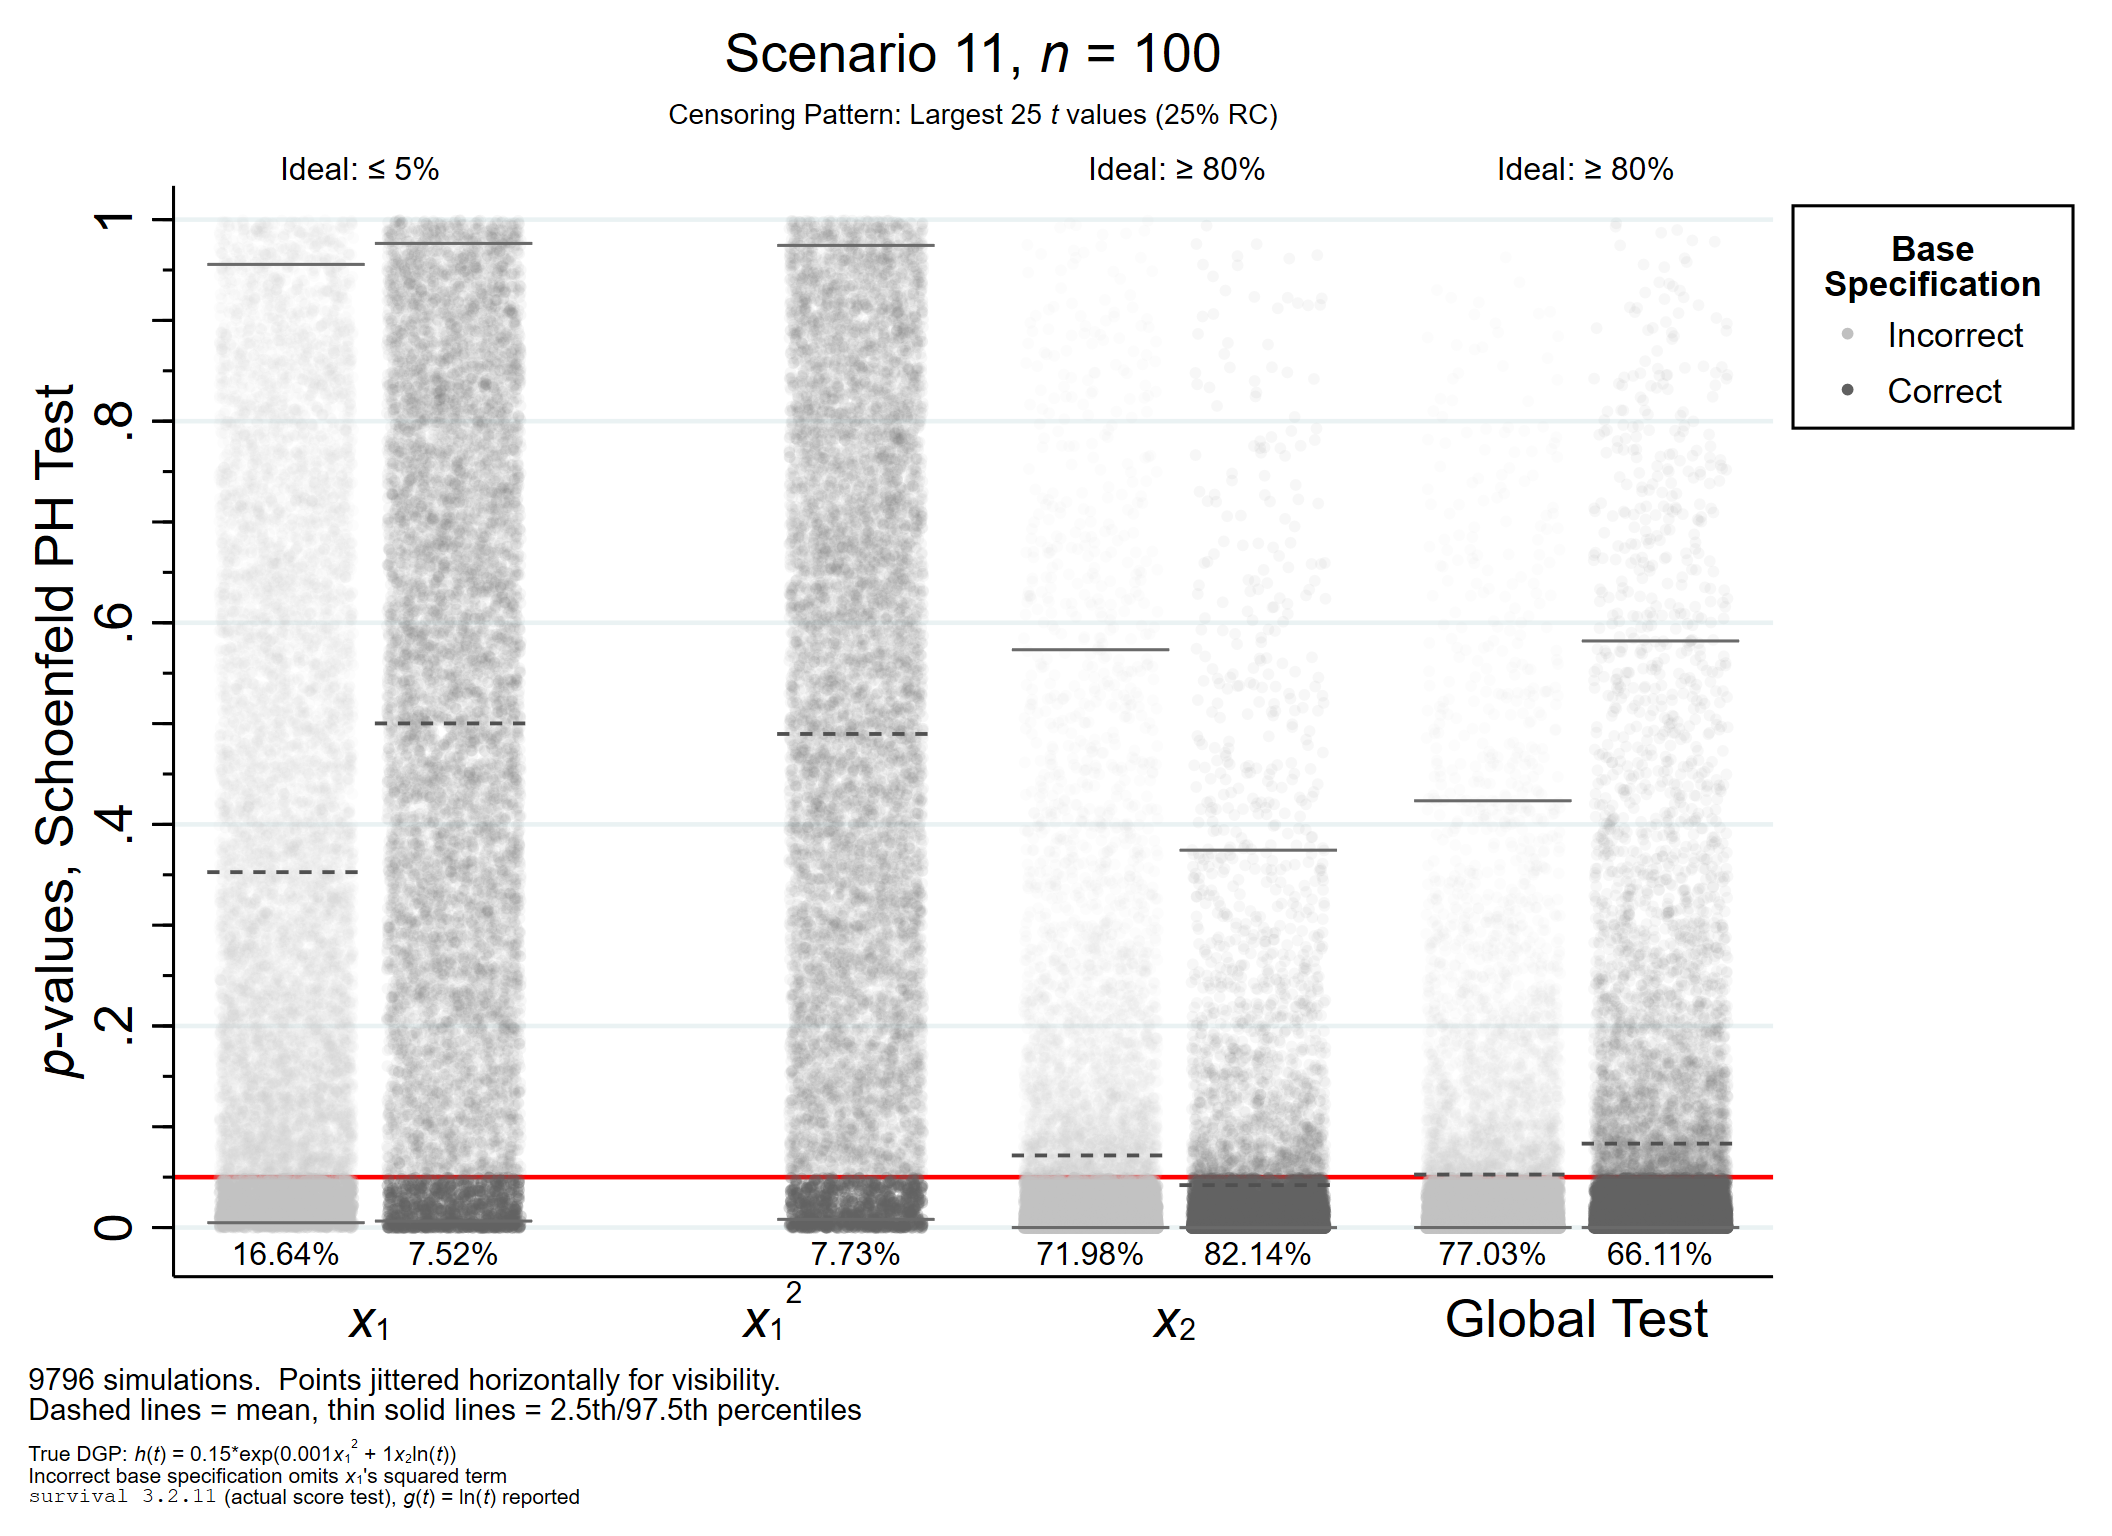 Scenario 11, n = 100
Censoring Pattern: Largest 25 t values (25% RC)
Ideal: ≤ 5%
Ideal: ≥ 80%
Ideal: ≥ 80%
p-values, Schoenfeld PH Test
1
.8
.6
.4
.2
0
Base
Specification
Incorrect
Correct
16.64%
7.52%
7.73%
71.98%
82.14%
77.03%
66.11%
x₁
x₁²
x₂
Global Test
9796 simulations.  Points jittered horizontally for visibility.
Dashed lines = mean, thin solid lines = 2.5th/97.5th percentiles
True DGP: h(t) = 0.15*exp(0.001x₁² + 1x₂ln(t))
Incorrect base specification omits x₁'s squared term
survival 3.2.11 (actual score test), g(t) = ln(t) reported